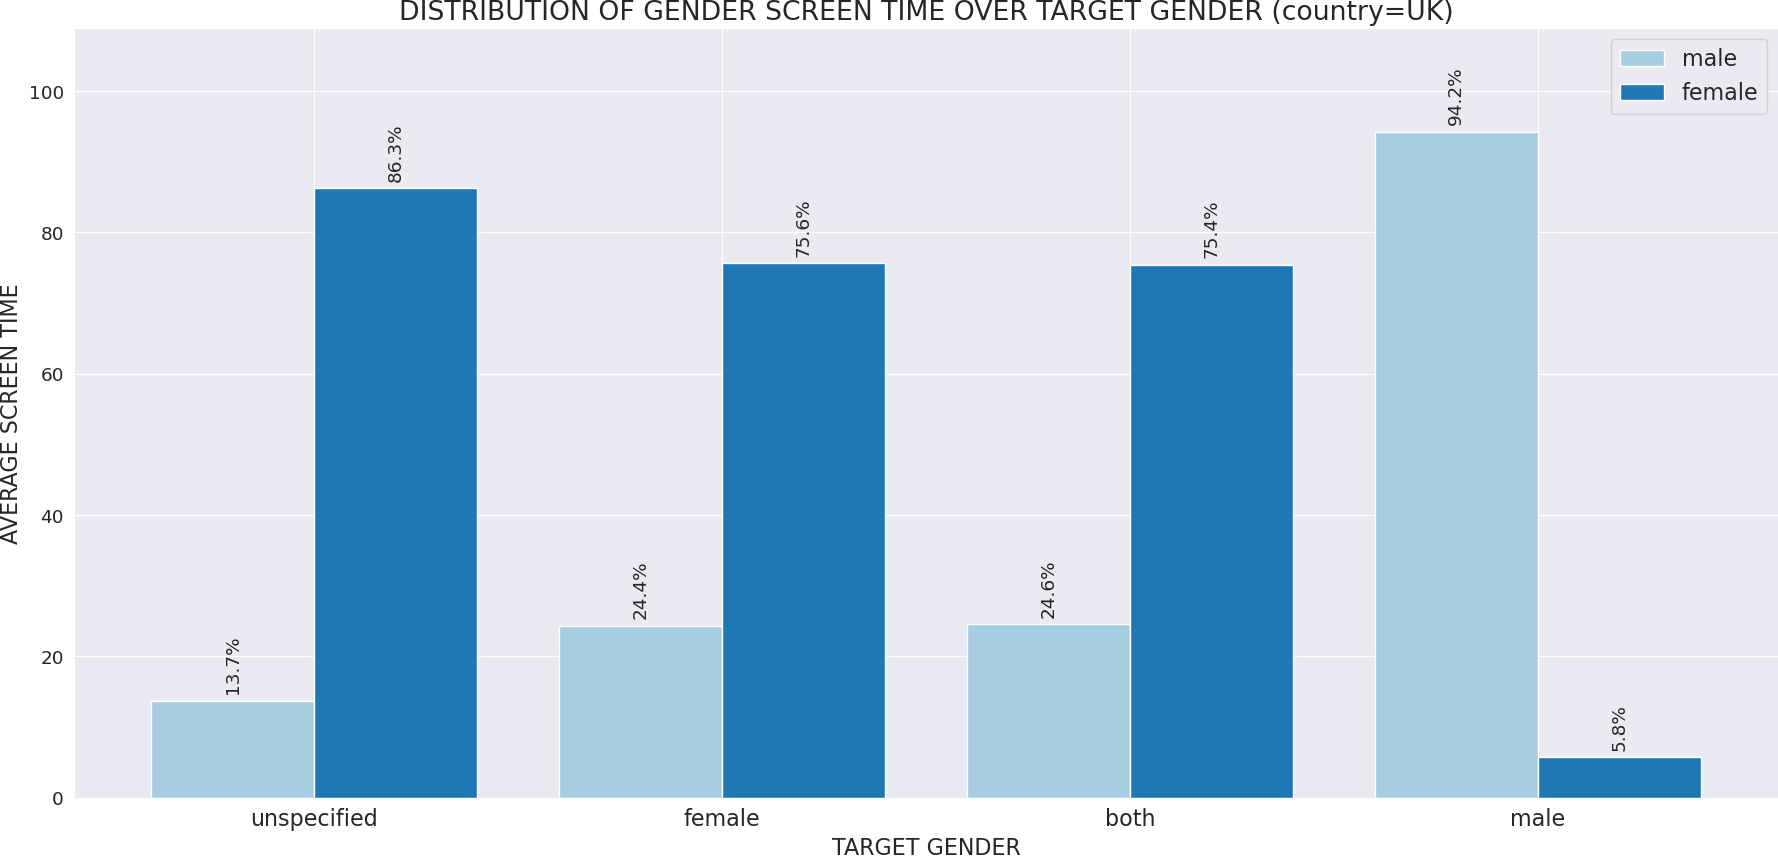 DISTRIBUTION OF GENDER SCREEN TIME OVER TARGET GENDER (country=UK)
male
female
AVERAGE SCREEN TIME
100
80
60
40
20
0
13.7%
86.3%
24.4%
75.6%
24.6%
75.4%
94.2%
5.8%
unspecified
female
both
male
TARGET GENDER